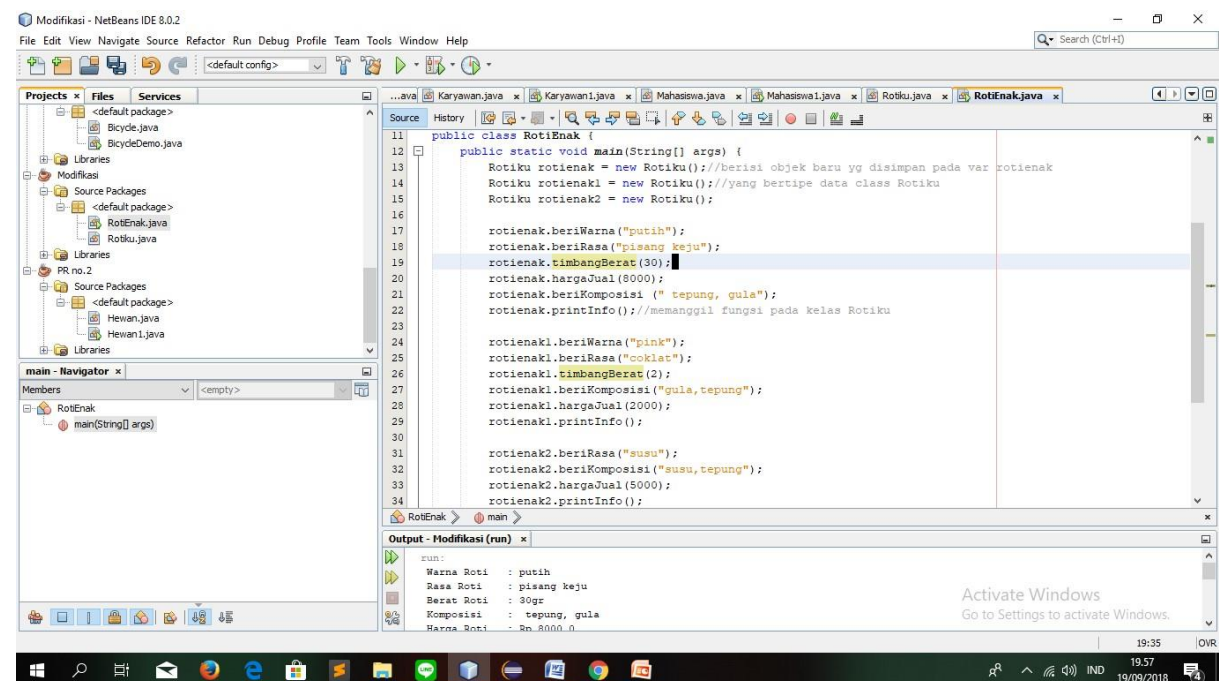 Modifikasi - NetBeans IDE 8.0.2
File Edit View Navigate Source Refactor Run Debug Profile Team Tools Window Help
Search (Ctrl+I)
<default config>
Projects Files Services
<default package>
Bicycle.java
BicycleDemo.java
Libraries
Modifikasi
Source Packages
<default package>
RotiEnak.java
Rotiku.java
Libraries
PR no.2
Source Packages
<default package>
Hewan.java
Hewan1.java
Libraries
main - Navigator
Members <empty>
RotiEnak
main(String[] args)
...ava Karyawan.java Karyawan1.java Mahasiswa.java Mahasiswa1.java Rotiku.java RotiEnak.java
Source History
11 public class RotiEnak {
12 public static void main(String[] args) {
13 Rotiku rotienak = new Rotiku();//berisi objek baru yg disimpan pada var rotienak
14 Rotiku rotienak1 = new Rotiku();//yang bertipe data class Rotiku
15 Rotiku rotienak2 = new Rotiku();
16
17 rotienak.beriWarna("putih");
18 rotienak.beriRasa("pisang keju");
19 rotienak.timbangBerat(30);
20 rotienak.hargaJual(8000);
21 rotienak.beriKomposisi (" tepung, gula");
22 rotienak.printInfo();//memanggil fungsi pada kelas Rotiku
23
24 rotienak1.beriWarna("pink");
25 rotienak1.beriRasa("coklat");
26 rotienak1.timbangBerat(2);
27 rotienak1.beriKomposisi("gula,tepung");
28 rotienak1.hargaJual(2000);
29 rotienak1.printInfo();
30
31 rotienak2.beriRasa("susu");
32 rotienak2.beriKomposisi("susu,tepung");
33 rotienak2.hargaJual(5000);
34 rotienak2.printInfo();
RotiEnak main
Output - Modifikasi (run)
run:
Warna Roti : putih
Rasa Roti : pisang keju
Berat Roti : 30gr
Komposisi : tepung, gula
Harga Roti : Rp 8000.0
Activate Windows
Go to Settings to activate Windows.
19:35 OVR
IND
19.57
19/09/2018
4